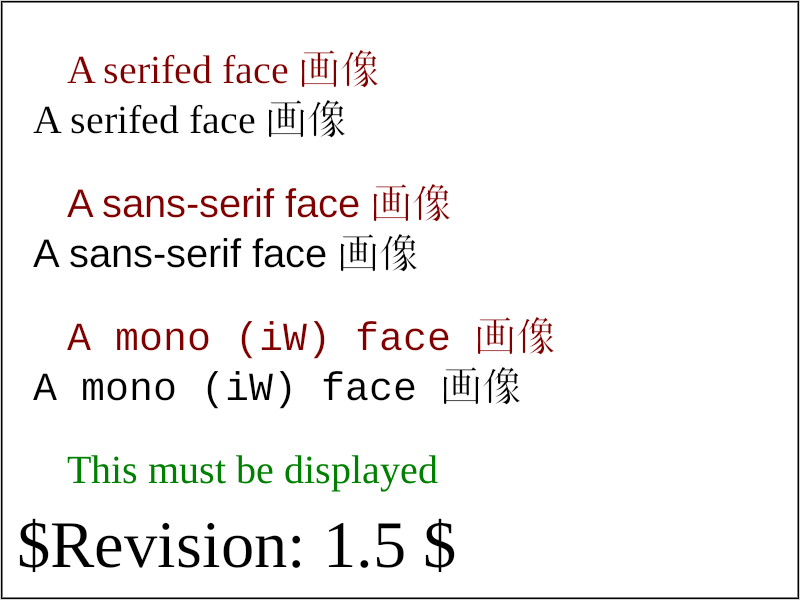 A serifed face 画像
A serifed face 画像
A sans-serif face 画像
A sans-serif face 画像
A mono (iW) face 画像
A mono (iW) face 画像
This must be displayed
$Revision: 1.5 $